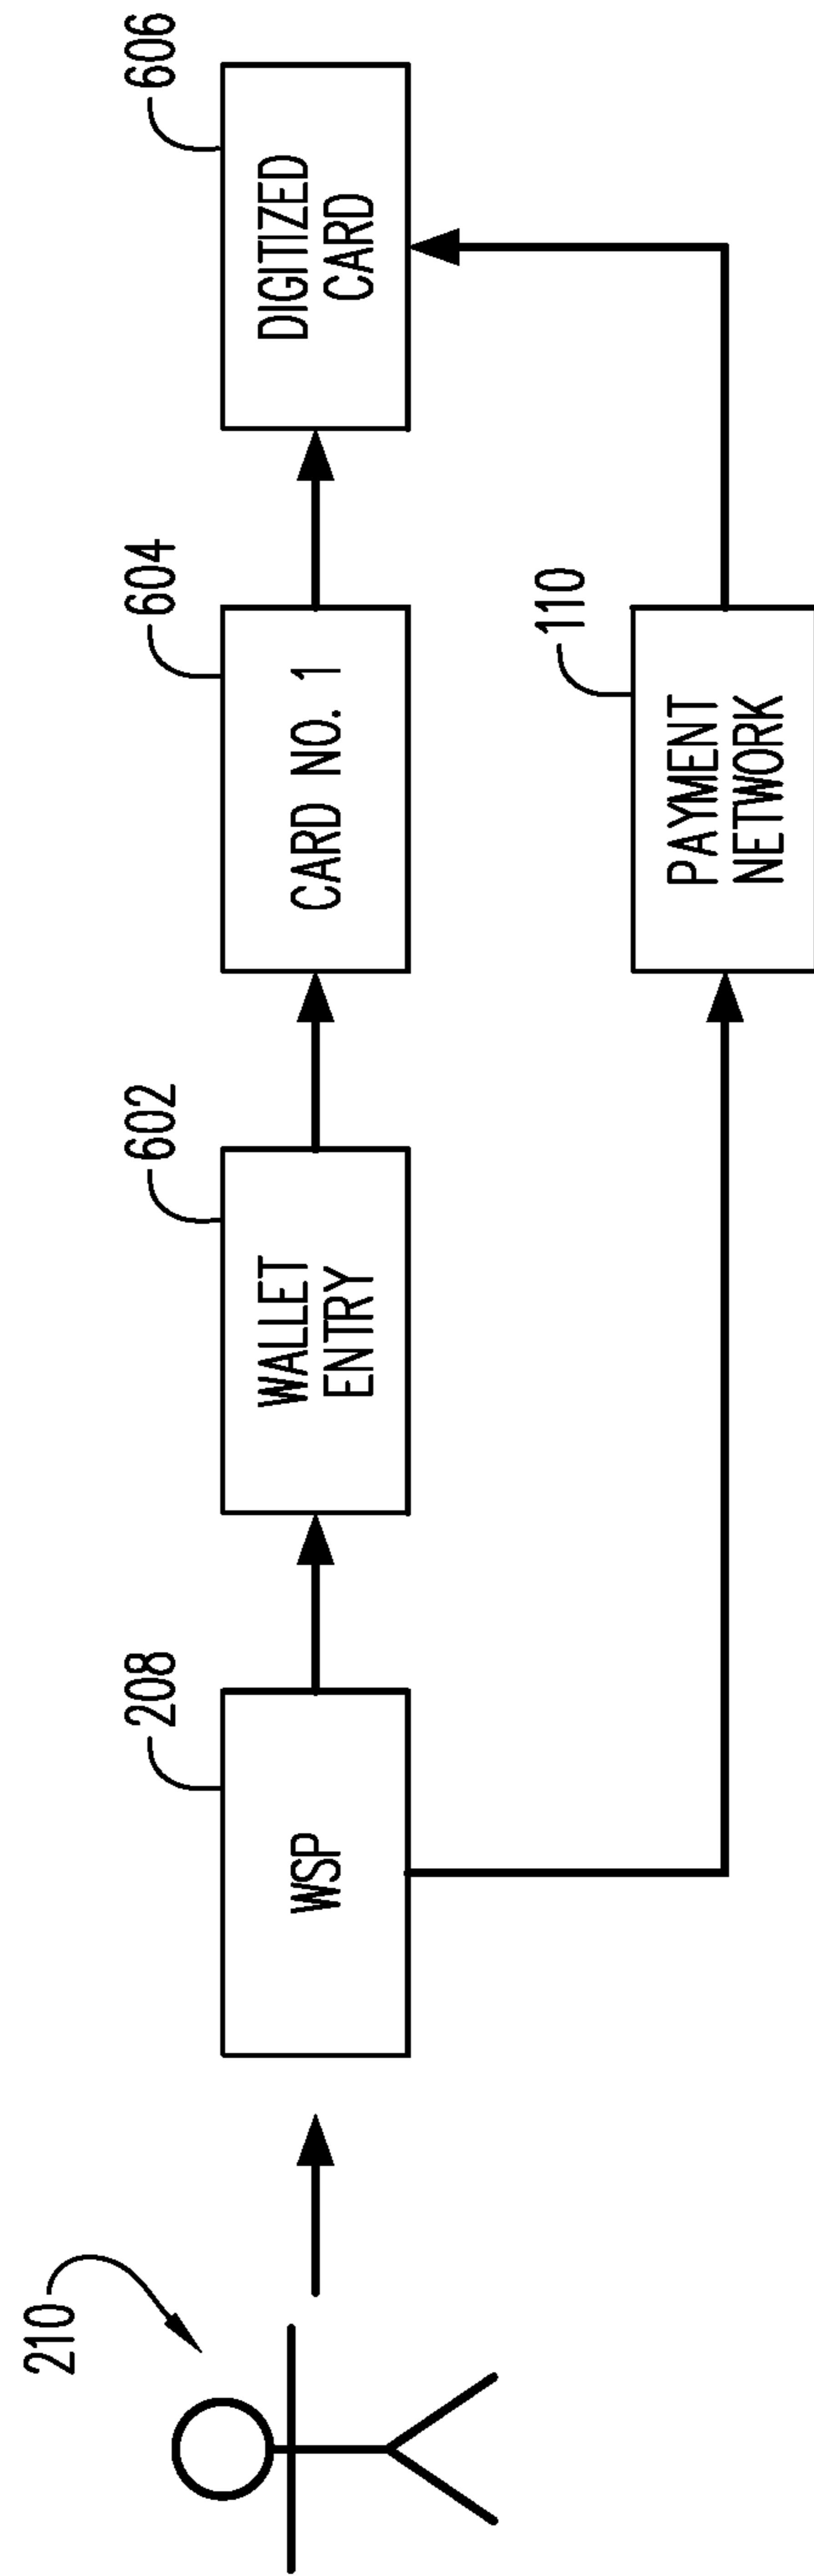 210
208
WSP
602
WALLET
ENTRY
604
CARD NO. 1
606
DIGITIZED
CARD
110
PAYMENT
NETWORK